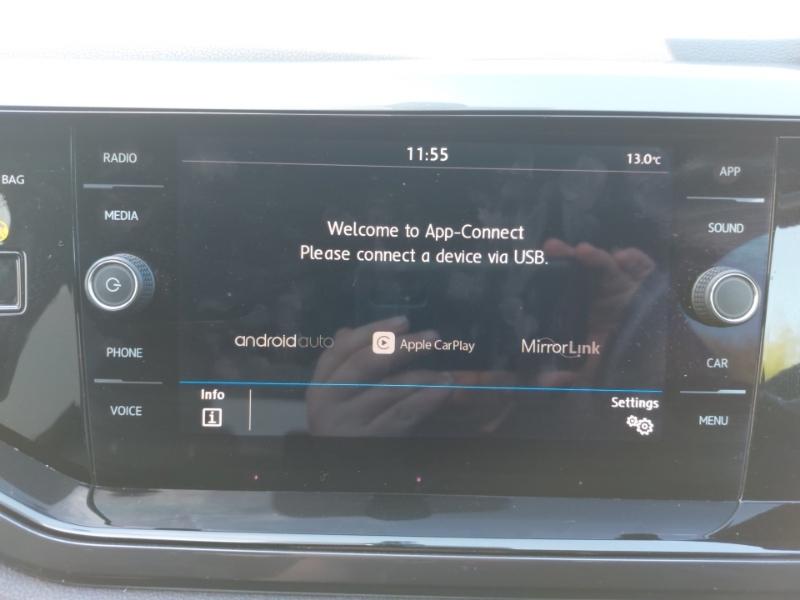 BAG
RADIO
MEDIA
PHONE
VOICE
11:55
13.0°C
Welcome to App-Connect
Please connect a device via USB.
androidauto
Apple CarPlay
MirrorLink
Info
i
Settings
APP
SOUND
CAR
MENU